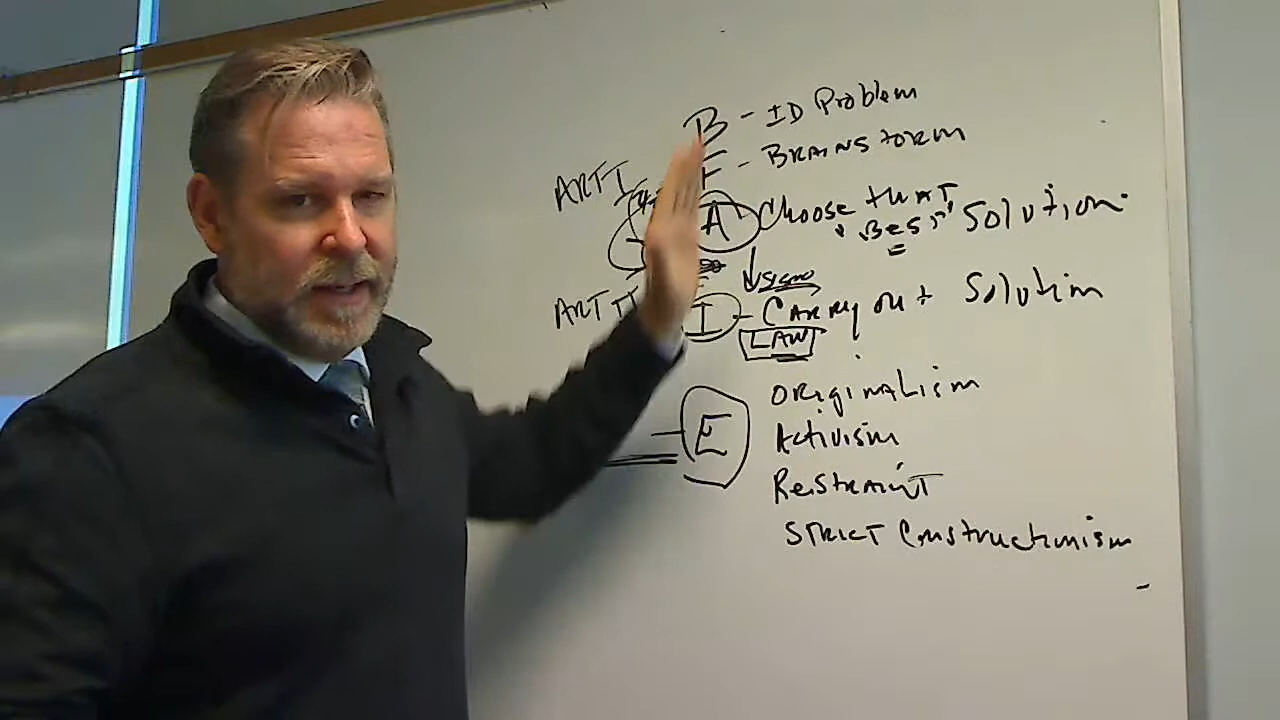 B - ID Problem
F - BRAINSTORM
ART I
A Choose that
"BEST" Solution
SIGNS
ART II
I - CARRY out Solution
LAW
ORiginALism
E Activism
Restraint
STRICT Constructionism